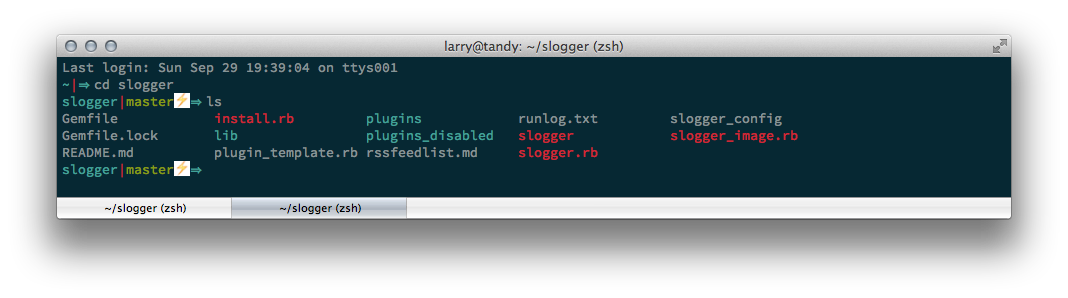 larry@tandy: ~/slogger (zsh)
Last login: Sun Sep 29 19:39:04 on ttys001
~|⇒ cd slogger
slogger|master⚡⇒ ls
Gemfile install.rb plugins runlog.txt slogger_config
Gemfile.lock lib plugins_disabled slogger slogger_image.rb
README.md plugin_template.rb rssfeedlist.md slogger.rb
slogger|master⚡⇒
~/slogger (zsh) ~/slogger (zsh)